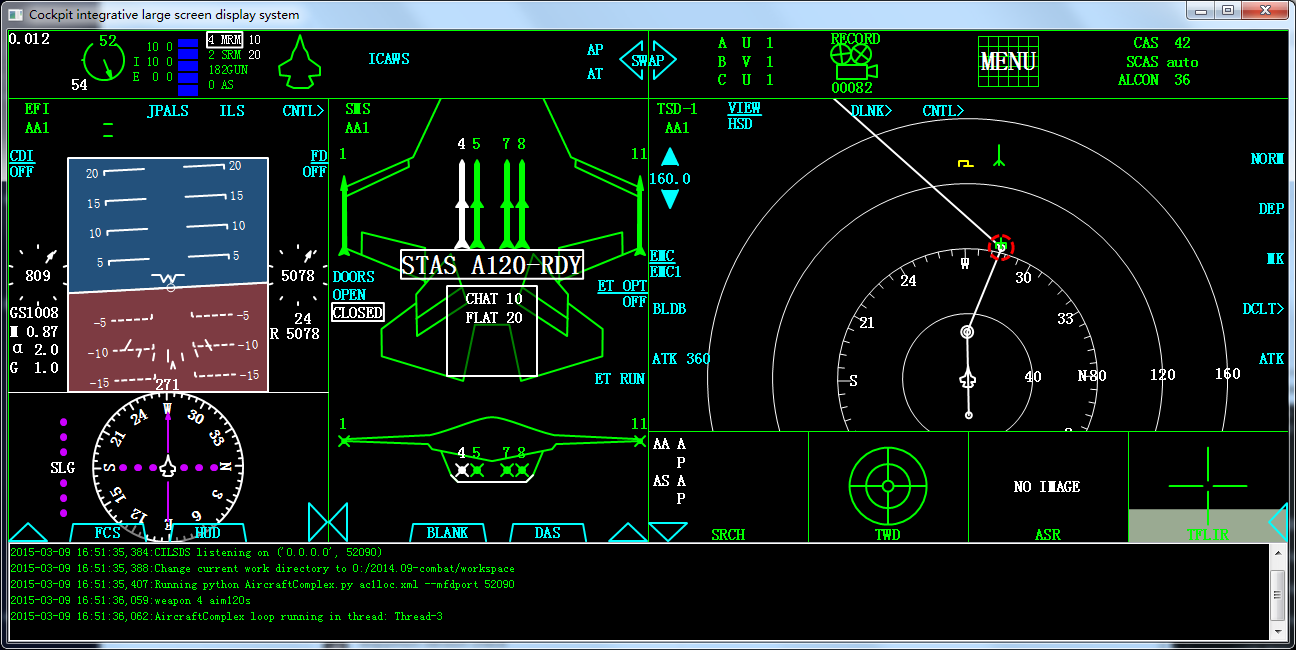 Cockpit integrative large screen display system
0.012
52
54
I
E
10 0
10 0
0 0
4 MRM 10
2 SRM 20
182GUN
0 AS
ICAWS
AP
AT
SWAP
A U 1
B V 1
C U 1
RECORD
00082
MENU
CAS 42
SCAS auto
ALCON 36
EFI
AA1
JPALS
ILS
CNTL>
CDI
OFF
FD
OFF
20 20
15 15
10 10
5 5
-5 -5
-10 -10
-15 -15
809
GS1008
M 0.87
α 2.0
G 1.0
5078
24
R 5078
271
W
30
33
N
3
6
E
12
15
S
21
24
SLG
FCS
HUD
SMS
AA1
1
11
4 5 7 8
STAS A120-RDY
CHAT 10
FLAT 20
DOORS
OPEN
CLOSED
ET OPT
OFF
ET RUN
1
11
4 5 7 8
BLANK
DAS
TSD-1
AA1
VIEW
HSD
DLNK>
CNTL>
160.0
EMC
EMC1
BLDB
ATK 360
NORM
DEP
MK
DCLT>
ATK
W
24
21
S
30
33
N
40
80
120
160
AA A
P
AS A
P
SRCH
TWD
NO IMAGE
ASR
TFLIR
2015-03-09 16:51:35,384:CILSDS listening on ('0.0.0.0', 52090)
2015-03-09 16:51:35,388:Change current work directory to O:/2014.09-combat/workspace
2015-03-09 16:51:35,407:Running python AircraftComplex.py ac1loc.xml --mfdport 52090
2015-03-09 16:51:36,059:weapon 4 aim120s
2015-03-09 16:51:36,062:AircraftComplex loop running in thread: Thread-3